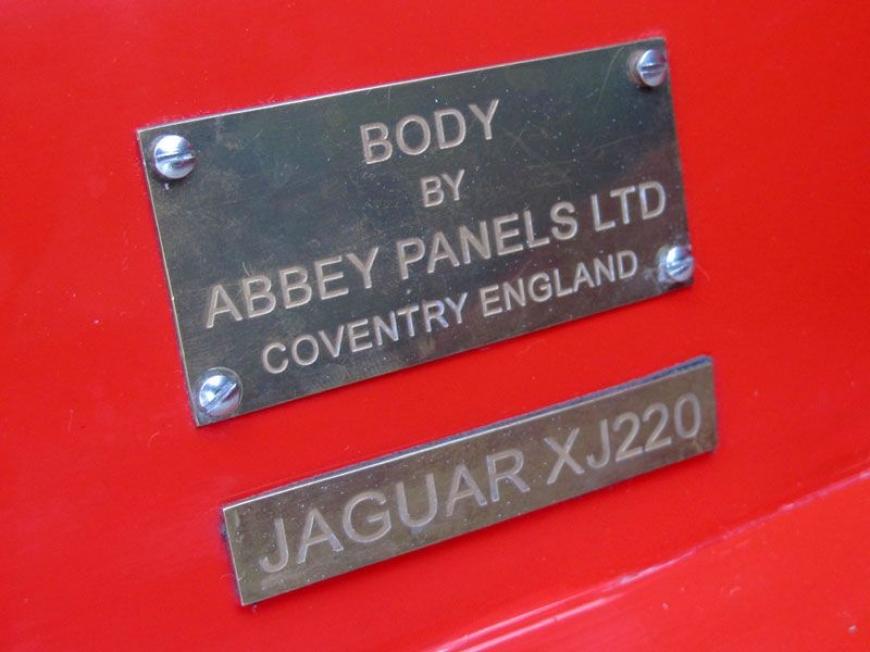 BODY
BY
ABBEY PANELS LTD
COVENTRY ENGLAND
JAGUAR XJ220